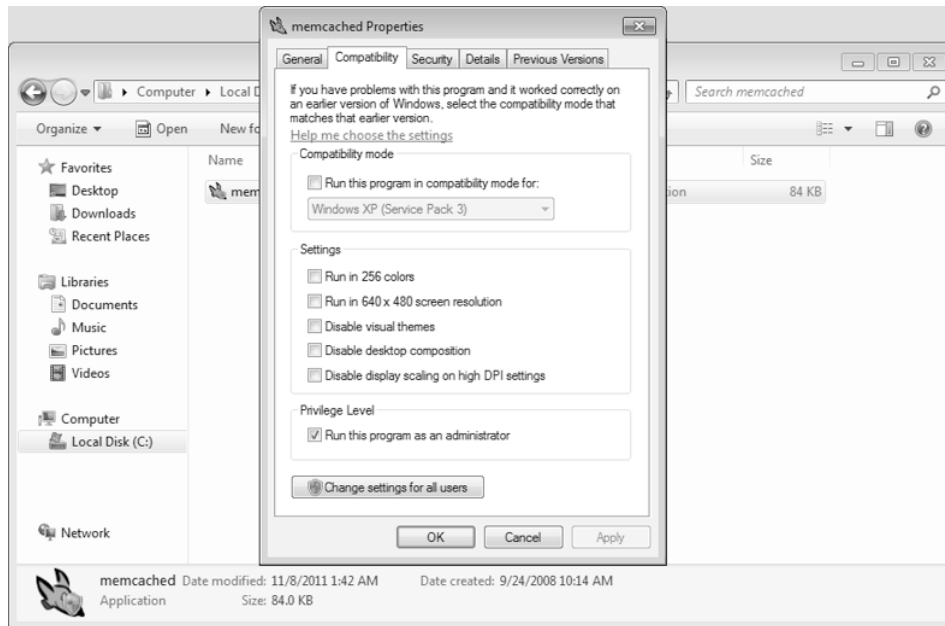 memcached Properties
General
Compatibility
Security
Details
Previous Versions
If you have problems with this program and it worked correctly on
an earlier version of Windows, select the compatibility mode that
matches that earlier version.
Help me choose the settings
Compatibility mode
Run this program in compatibility mode for:
Windows XP (Service Pack 3)
Settings
Run in 256 colors
Run in 640 x 480 screen resolution
Disable visual themes
Disable desktop composition
Disable display scaling on high DPI settings
Privilege Level
Run this program as an administrator
Change settings for all users
OK
Cancel
Apply
Computer
Local D
Search memcached
Organize
Open
New fo
Name
Size
mem
ion
84 KB
Favorites
Desktop
Downloads
Recent Places
Libraries
Documents
Music
Pictures
Videos
Computer
Local Disk (C:)
Network
memcached Date modified: 11/8/2011 1:42 AM Date created: 9/24/2008 10:14 AM
Application Size: 84.0 KB